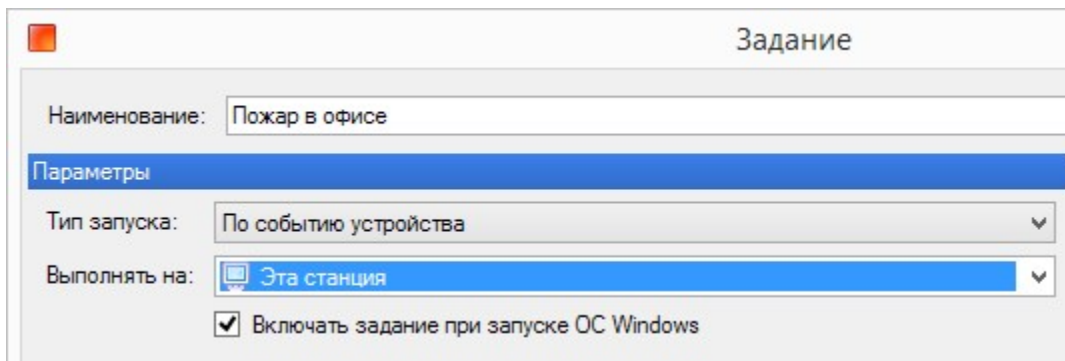 Задание
Наименование: Пожар в офисе
Параметры
Тип запуска: По событию устройства
Выполнять на: Эта станция
Включать задание при запуске ОС Windows